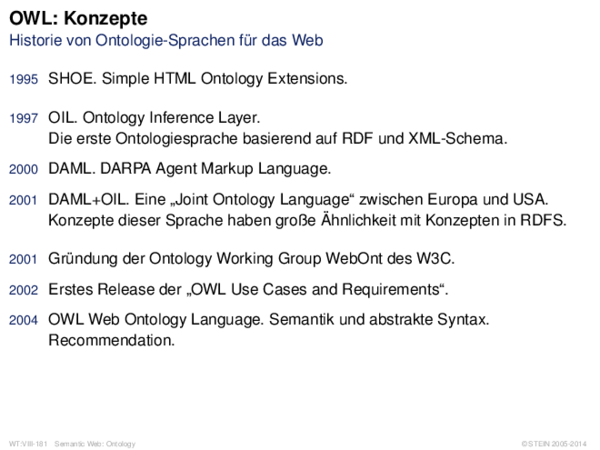 OWL: Konzepte
Historie von Ontologie-Sprachen für das Web
1995 SHOE. Simple HTML Ontology Extensions.
1997 OIL. Ontology Inference Layer.
Die erste Ontologiesprache basierend auf RDF und XML-Schema.
2000 DAML. DARPA Agent Markup Language.
2001 DAML+OIL. Eine „Joint Ontology Language“ zwischen Europa und USA.
Konzepte dieser Sprache haben große Ähnlichkeit mit Konzepten in RDFS.
2001 Gründung der Ontology Working Group WebOnt des W3C.
2002 Erstes Release der „OWL Use Cases and Requirements“.
2004 OWL Web Ontology Language. Semantik und abstrakte Syntax.
Recommendation.
WT:VIII-181 Semantic Web: Ontology © STEIN 2005-2014